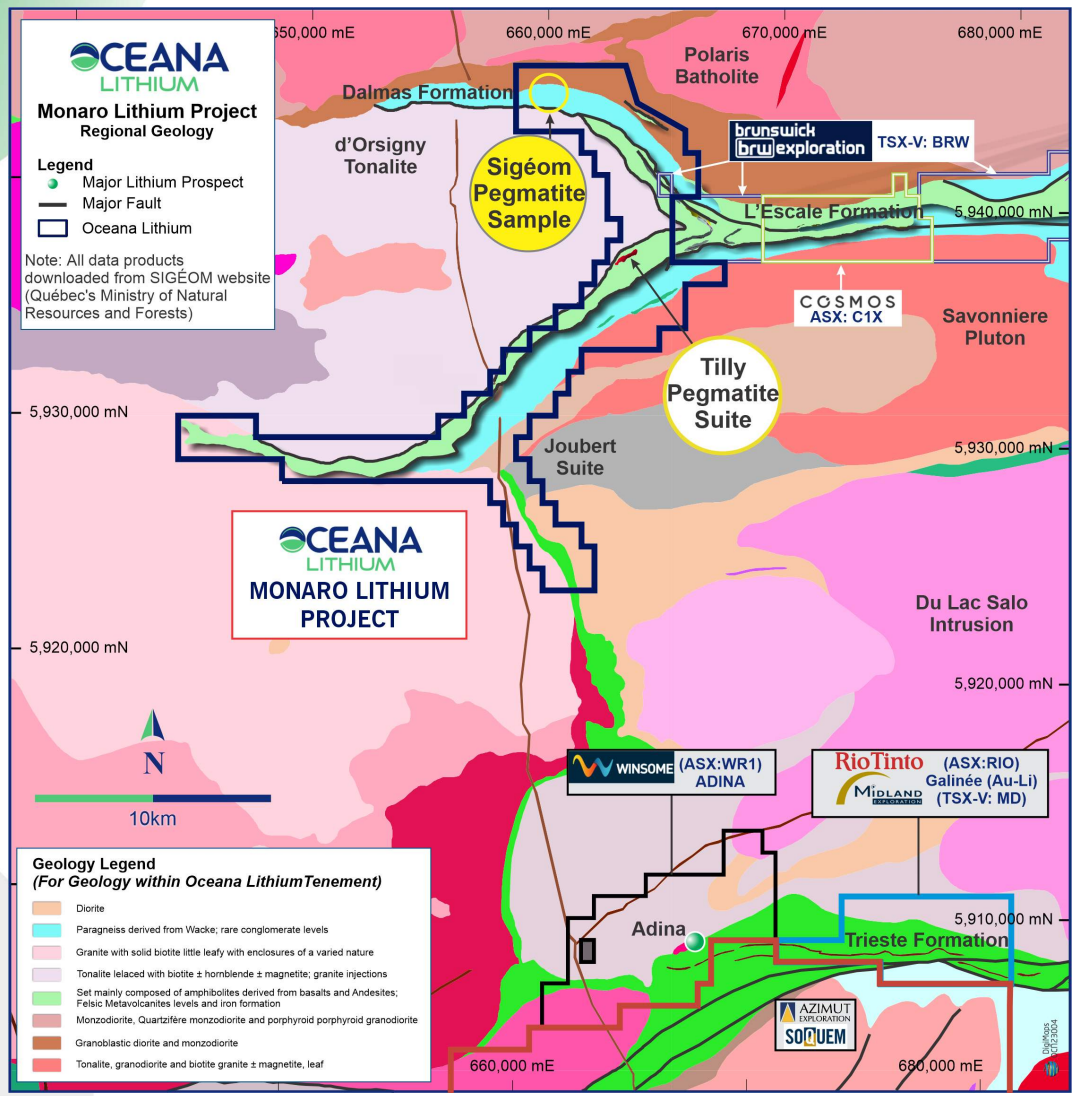 650,000 mE
660,000 mE
670,000 mE
680,000 mE
OCEANA
LITHIUM
Monaro Lithium Project
Regional Geology
Legend
Major Lithium Prospect
Major Fault
Oceana Lithium
Note: All data products
downloaded from SIGÉOM website
(Québec's Ministry of Natural
Resources and Forests)
Polaris
Batholite
Dalmas Formation
d'Orsigny
Tonalite
brunswick
brw exploration
TSX-V: BRW
Sigéom
Pegmatite
Sample
L'Escale Formation
5,940,000 mN
COSMOS
ASX: C1X
Savonniere
Pluton
Tilly
Pegmatite
Suite
5,930,000 mN
5,930,000 mN
Joubert
Suite
OCEANA
LITHIUM
MONARO LITHIUM
PROJECT
Du Lac Salo
Intrusion
5,920,000 mN
5,920,000 mN
N
10km
WINSOME
(ASX:WR1)
ADINA
RioTinto
MIDLAND
EXPLORATION
(ASX:RIO)
Galinée (Au-Li)
(TSX-V: MD)
Geology Legend
(For Geology within Oceana LithiumTenement)
Diorite
Paragneiss derived from Wacke; rare conglomerate levels
Granite with solid biotite little leafy with enclosures of a varied nature
Tonalite lelaced with biotite ± hornblende ± magnetite; granite injections
Set mainly composed of amphibolites derived from basalts and Andesites;
Felsic Metavolcanites levels and iron formation
Monzodiorite, Quartzifère monzodiorite and porphyroid porphyroid granodiorite
Granoblastic diorite and monzodiorite
Tonalite, granodiorite and biotite granite ± magnetite, leaf
Adina
5,910,000 mN
Trieste Formation
AZIMUT
EXPLORATION
SOQUEM
660,000 mE
680,000 mE
DigiMaps